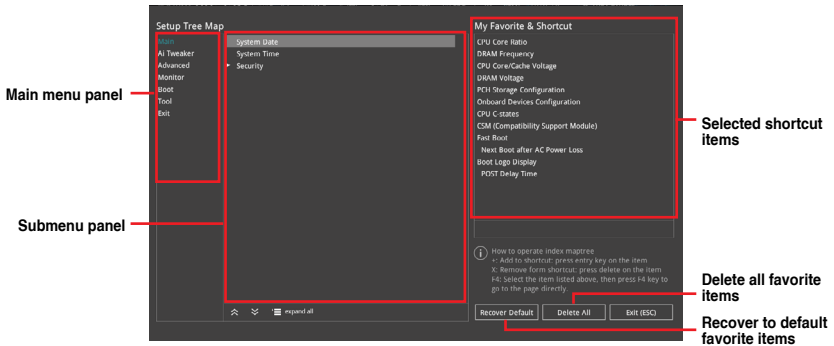 Setup Tree Map
My Favorite & Shortcut
Main
Ai Tweaker
Advanced
Monitor
Boot
Tool
Exit
System Date
System Time
Security
CPU Core Ratio
DRAM Frequency
CPU Core/Cache Voltage
DRAM Voltage
PCH Storage Configuration
Onboard Devices Configuration
CPU C-states
CSM (Compatibility Support Module)
Fast Boot
Next Boot after AC Power Loss
Boot Logo Display
POST Delay Time
How to operate index maptree
+: Add to shortcut: press entry key on the item
X: Remove form shortcut: press delete on the item
F4: Select the item listed above, then press F4 key to
go to the page directly.
expand all
Recover Default
Delete All
Exit (ESC)
Main menu panel
Submenu panel
Selected shortcut
items
Delete all favorite
items
Recover to default
favorite items